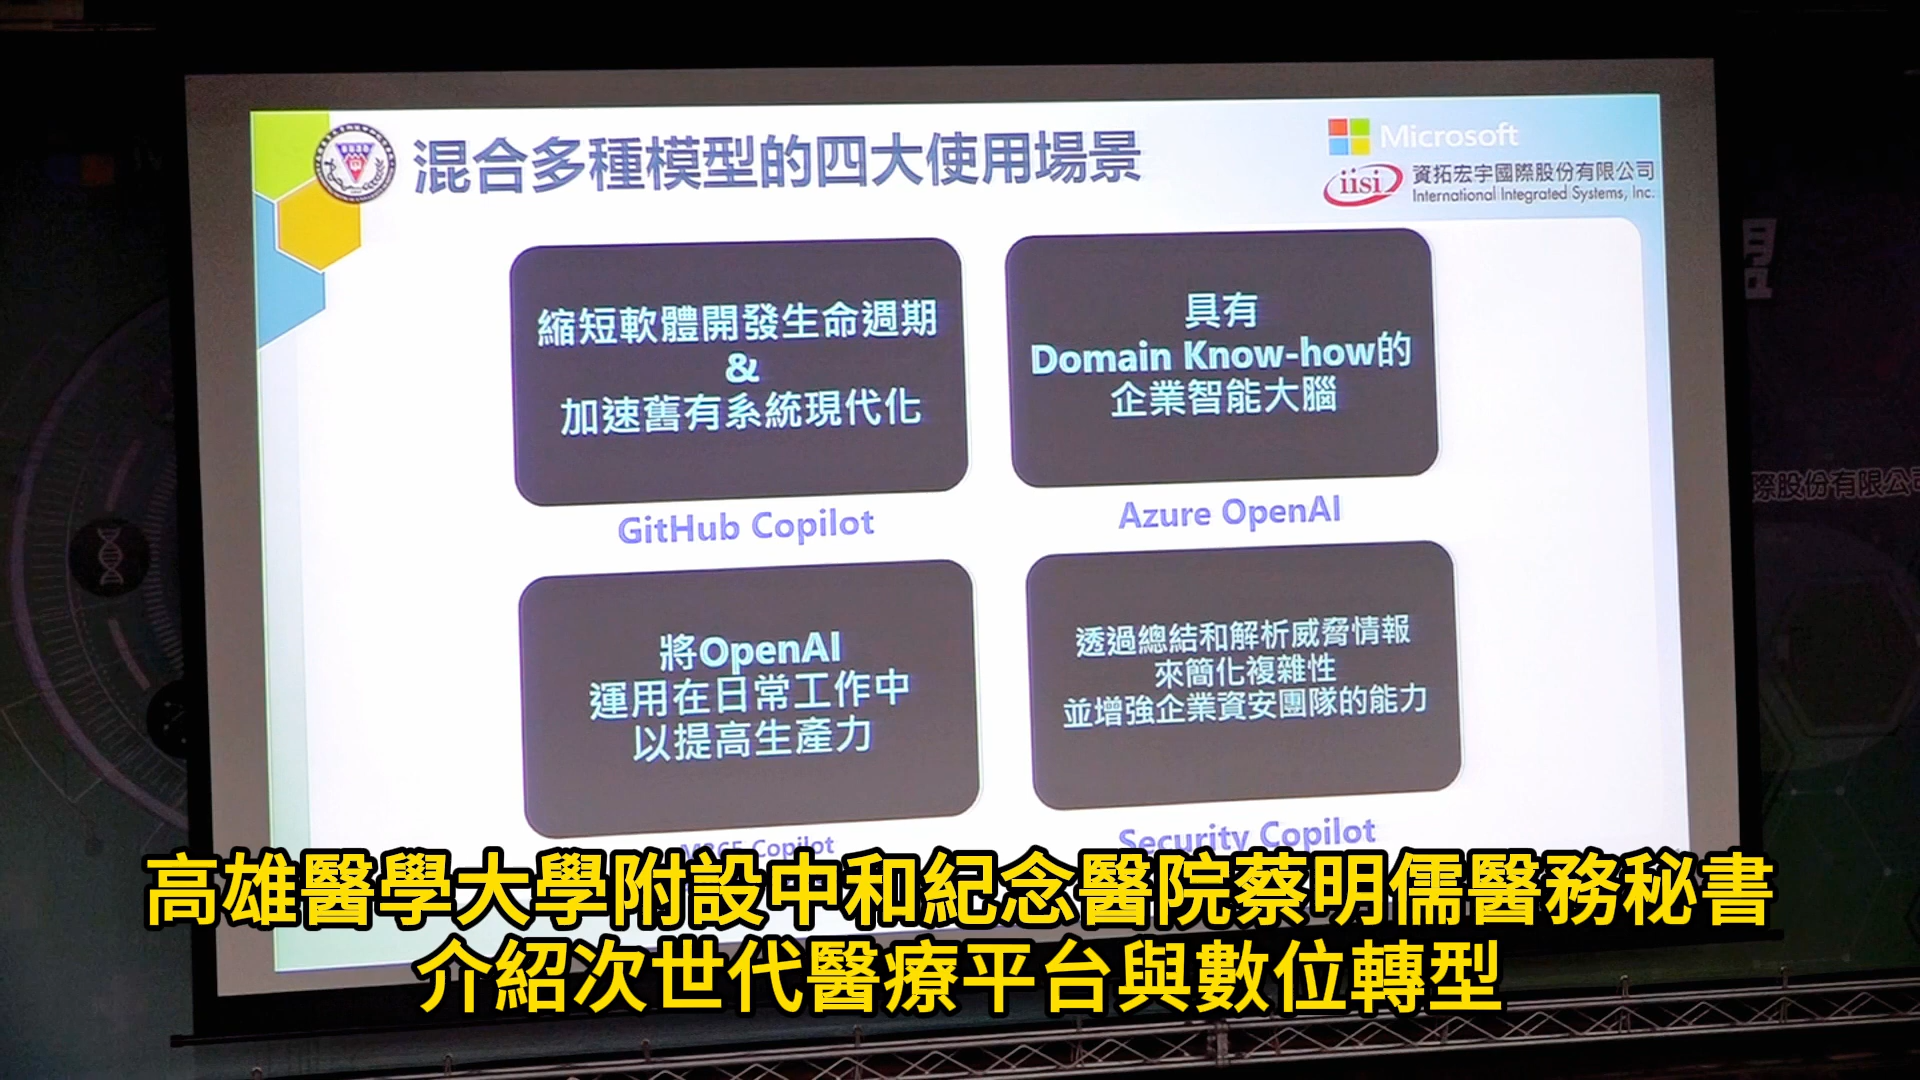 混合多種模型的四大使用場景
Microsoft
iisi 資拓宏宇國際股份有限公司
International Integrated Systems, Inc.
縮短軟體開發生命週期
&
加速舊有系統現代化
GitHub Copilot
具有
Domain Know-how的
企業智能大腦
Azure OpenAI
將OpenAI
運用在日常工作中
以提高生產力
M365 Copilot
透過總結和解析威脅情報
來簡化複雜性
並增強企業資安團隊的能力
Security Copilot
際股份有限公司
高雄醫學大學附設中和紀念醫院蔡明儒醫務秘書
介紹次世代醫療平台與數位轉型